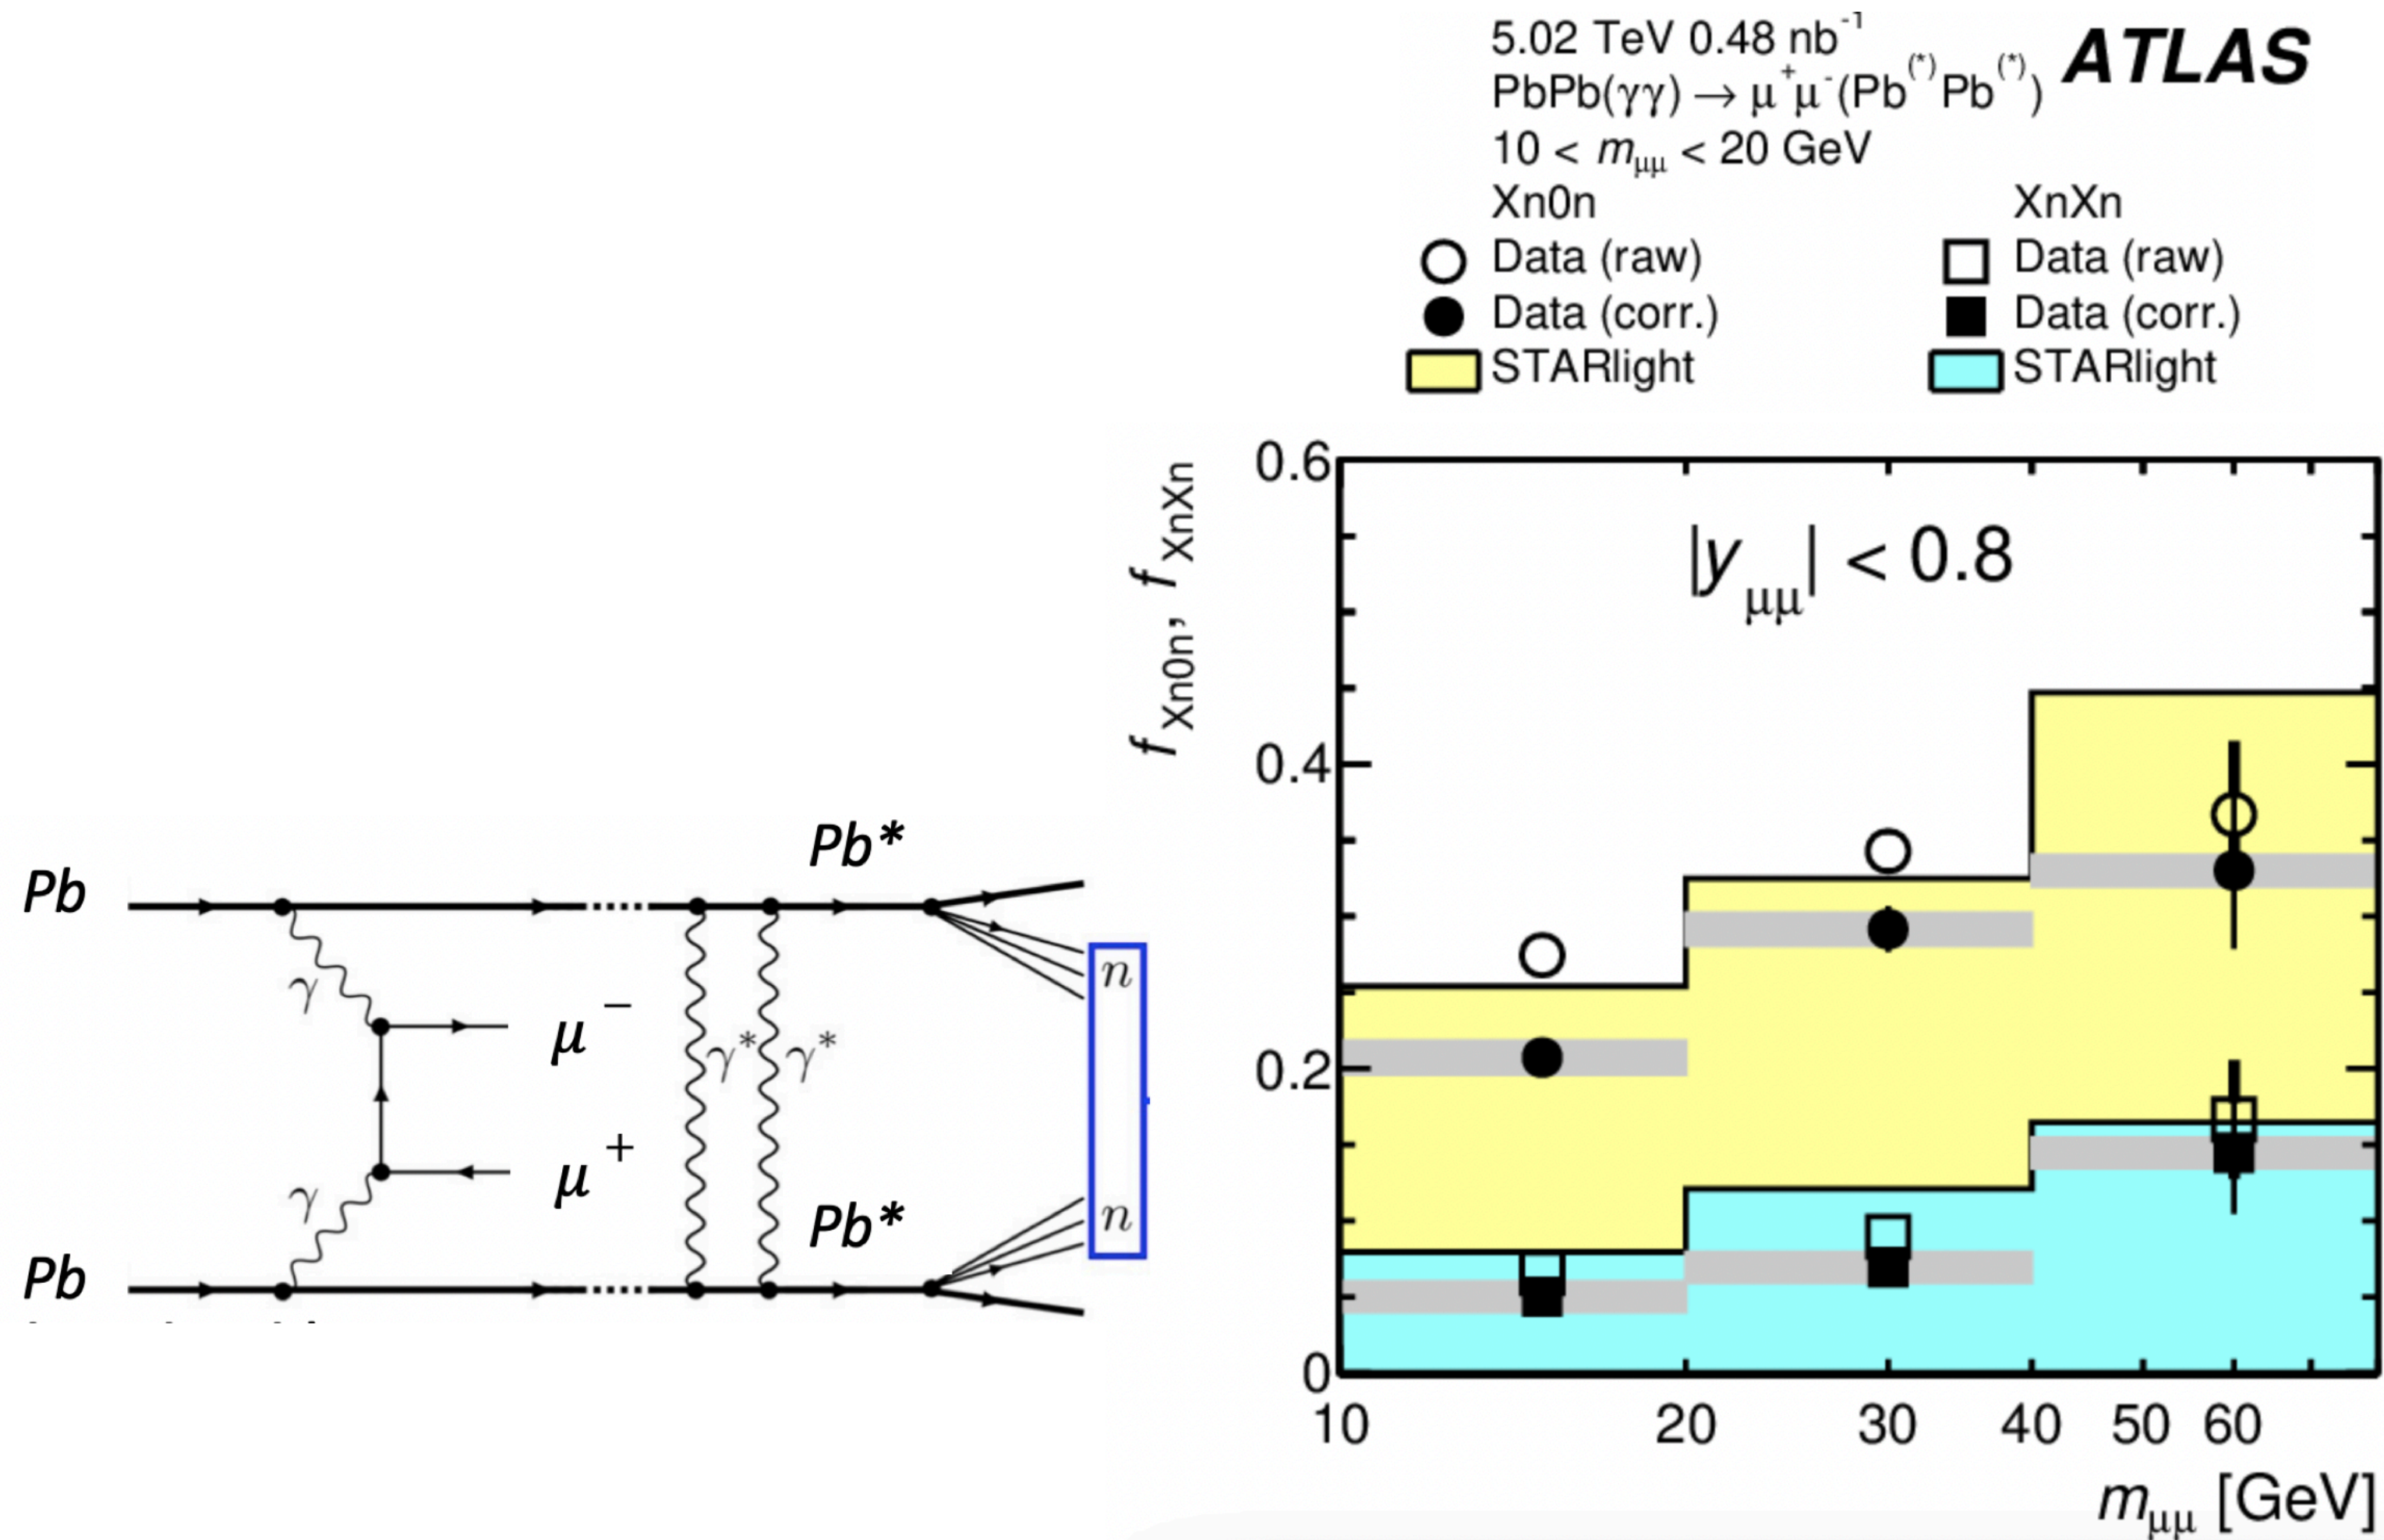 5.02 TeV 0.48 nb⁻¹
ATLAS
PbPb(γγ) → μ⁺μ⁻(Pb⁽*⁾Pb⁽*⁾)
10 < mμμ < 20 GeV
Xn0n XnXn
Data (raw) Data (raw)
Data (corr.) Data (corr.)
STARlight STARlight
f Xn0n, f XnXn
0.6
|yμμ| < 0.8
0.4
0.2
0
10 20 30 40 50 60
mμμ [GeV]
Pb*
Pb
n
γ
μ⁻
γ* γ*
μ⁺
γ
Pb*
n
Pb